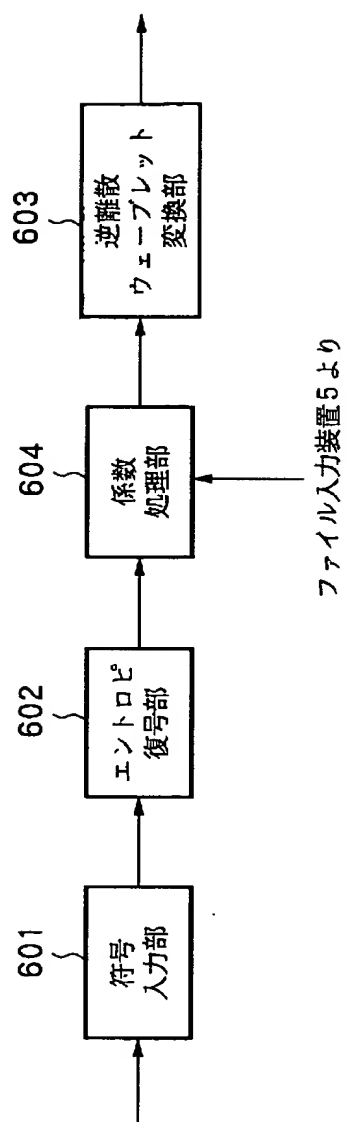 601
符号
入力部
602
エントロピ
復号部
604
係数
処理部
603
逆離散
ウェーブレット
変換部
ファイル入力装置5より